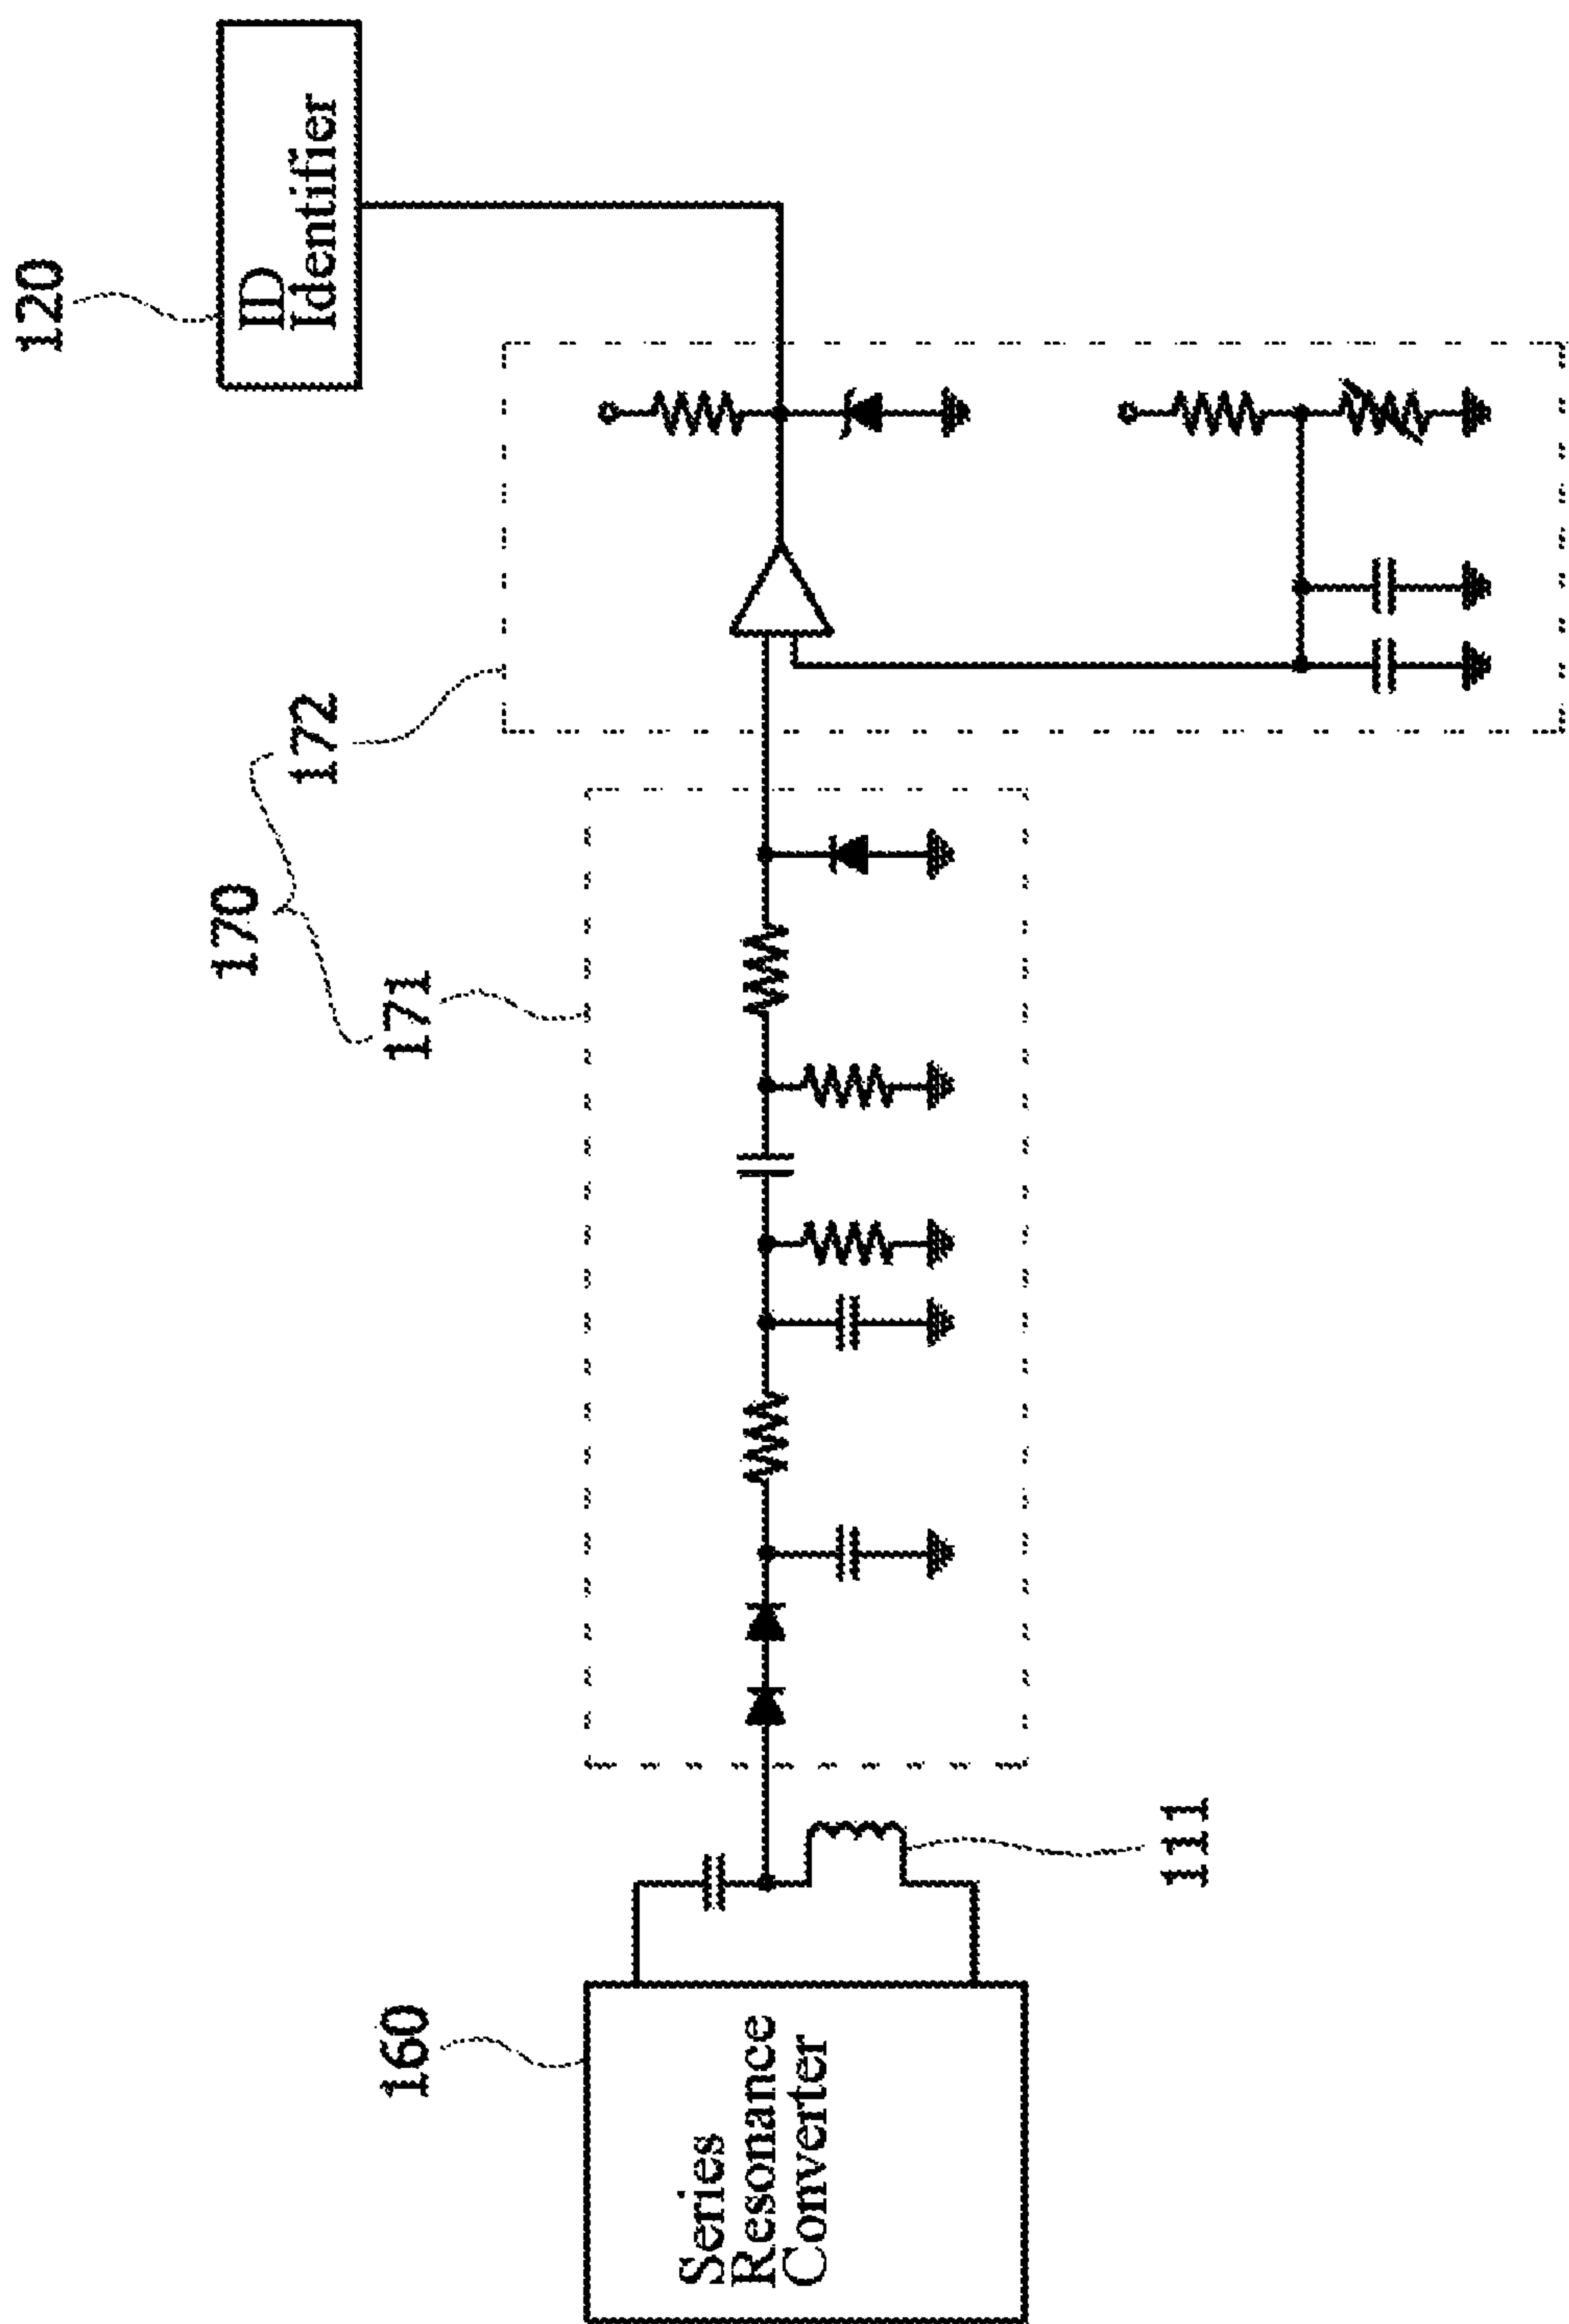 160
Series
Resonance
Converter
111
170
171
172
120
ID
Identifier